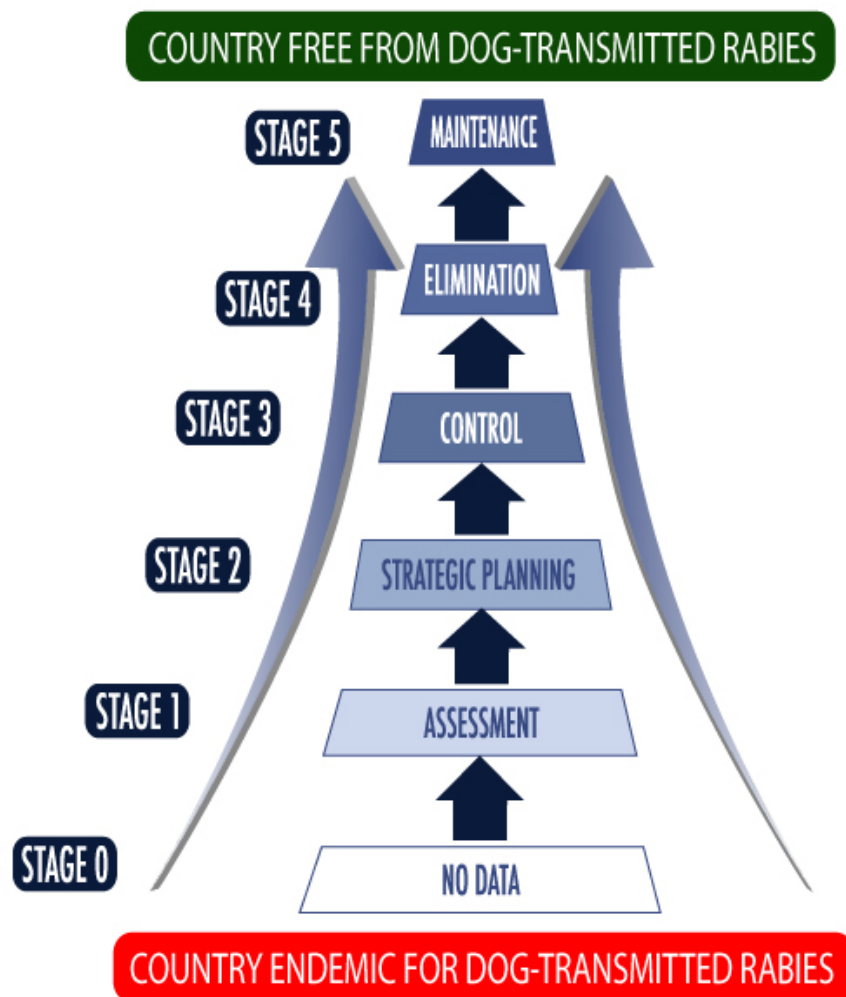 COUNTRY FREE FROM DOG-TRANSMITTED RABIES
STAGE 5
MAINTENANCE
STAGE 4
ELIMINATION
STAGE 3
CONTROL
STAGE 2
STRATEGIC PLANNING
STAGE 1
ASSESSMENT
STAGE 0
NO DATA
COUNTRY ENDEMIC FOR DOG-TRANSMITTED RABIES